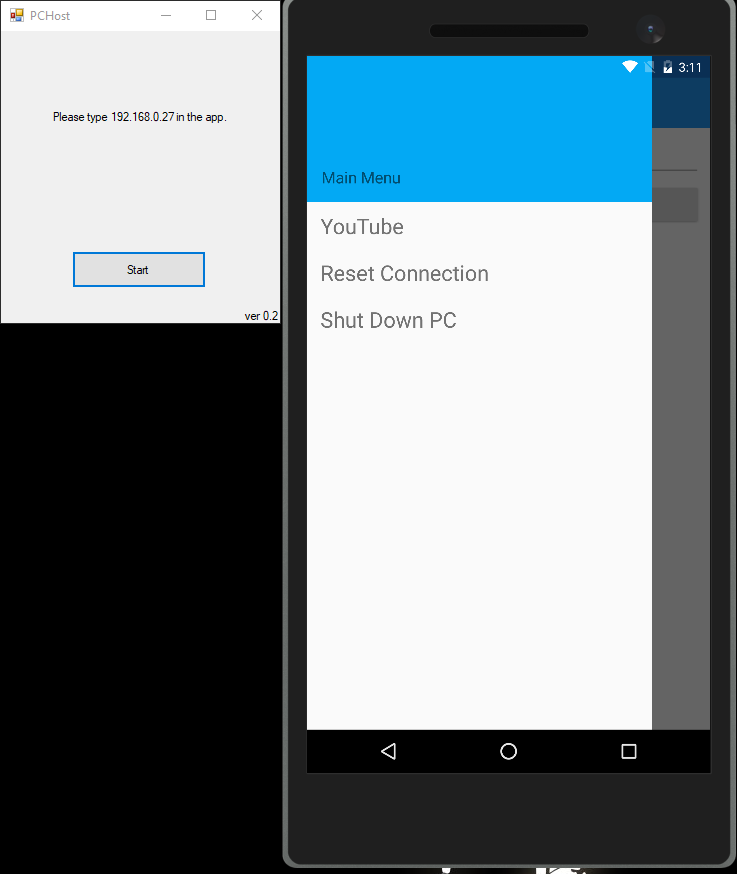 PCHost
Please type 192.168.0.27 in the app.
Start
ver 0.2
3:11
Main Menu
YouTube
Reset Connection
Shut Down PC